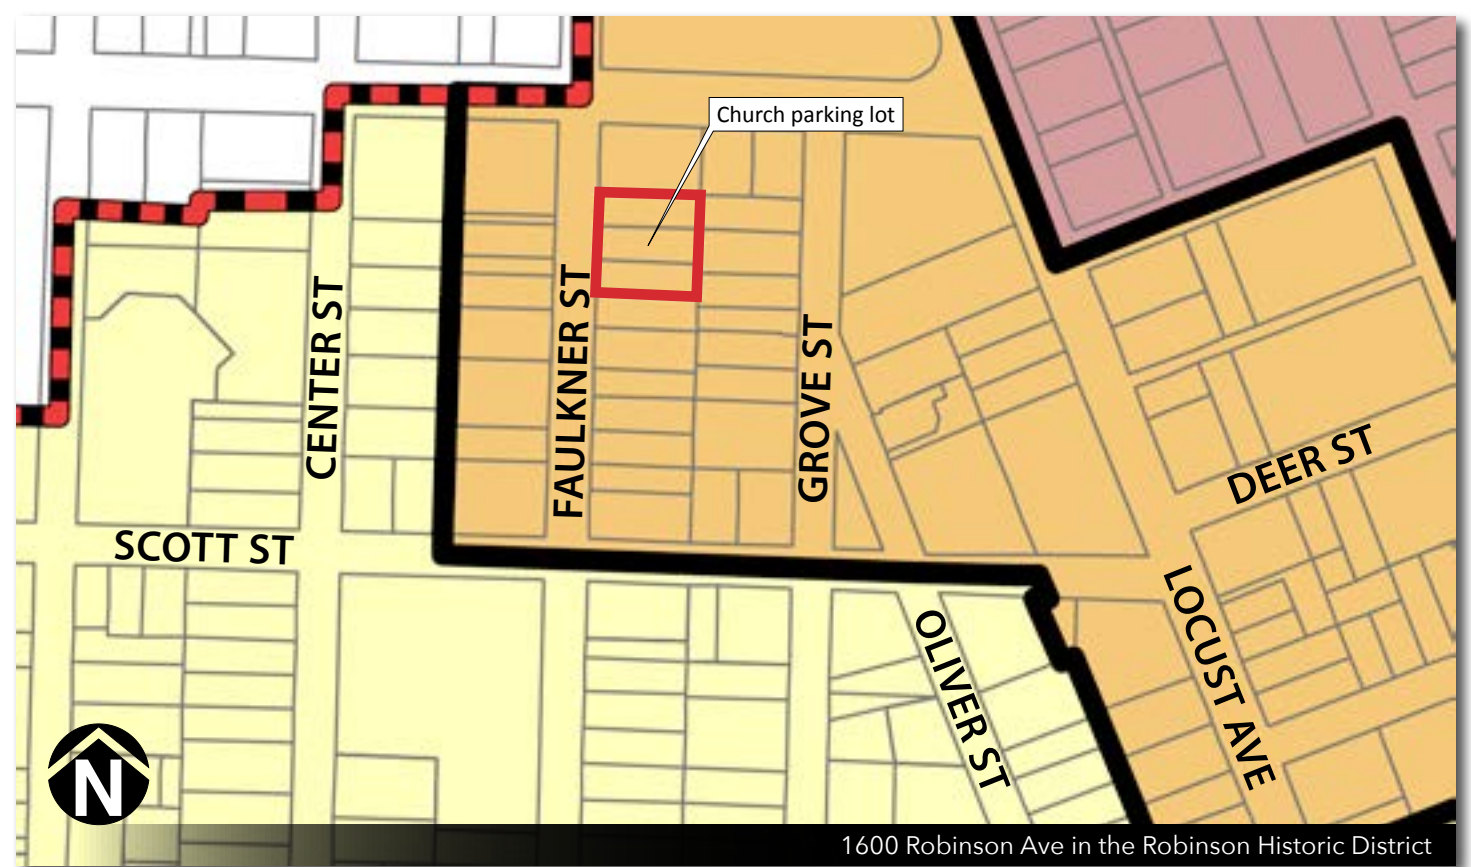 Church parking lot
CENTER ST
FAULKNER ST
GROVE ST
DEER ST
SCOTT ST
LOCUST AVE
OLIVER ST
N
1600 Robinson Ave in the Robinson Historic District